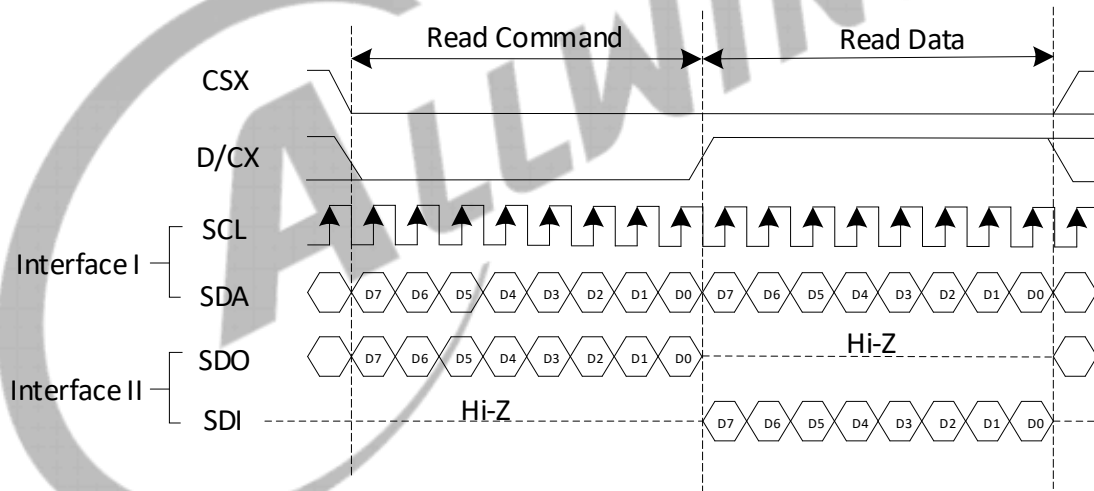 Read Command Read Data
CSX
D/CX
SCL
Interface I
SDA D7 D6 D5 D4 D3 D2 D1 D0 D7 D6 D5 D4 D3 D2 D1 D0
SDO D7 D6 D5 D4 D3 D2 D1 D0 Hi-Z
Interface II
SDI Hi-Z D7 D6 D5 D4 D3 D2 D1 D0